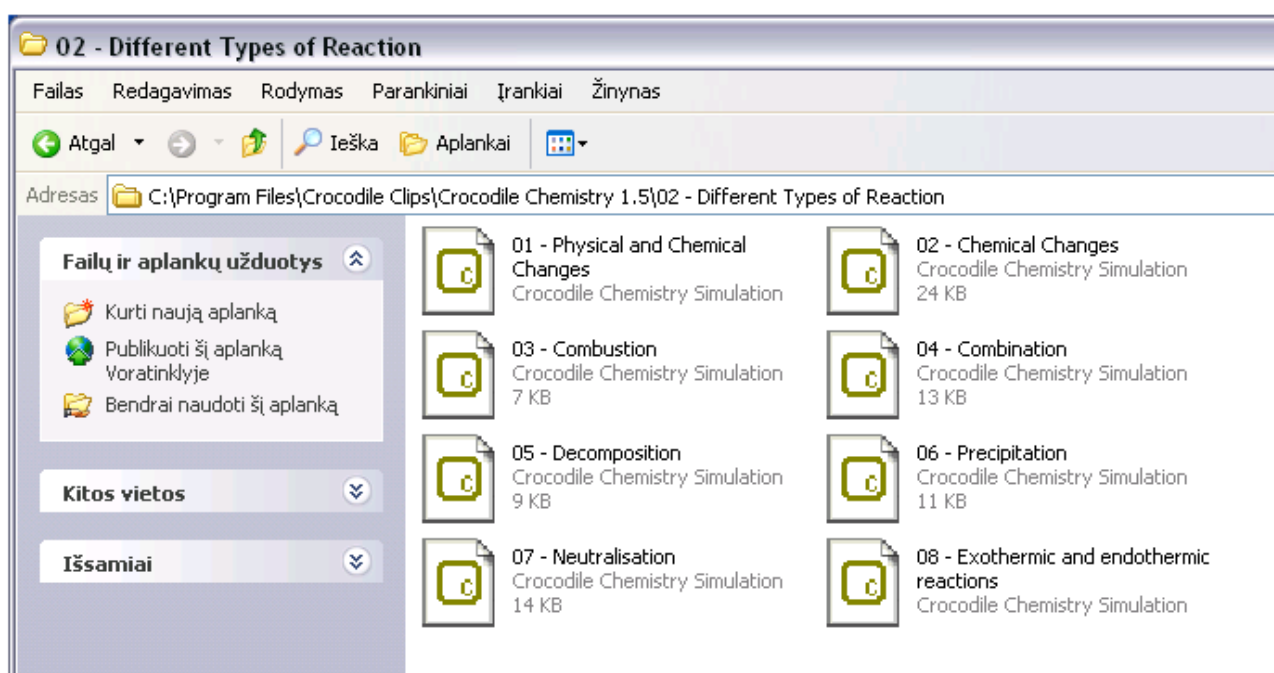 02 - Different Types of Reaction
Failas Redagavimas Rodymas Parankiniai Įrankiai Žinynas
Atgal Ieška Aplankai
Adresas C:\Program Files\Crocodile Clips\Crocodile Chemistry 1.5\02 - Different Types of Reaction
Failų ir aplankų užduotys
Kurti naują aplanką
Publikuoti šį aplanką
Voratinklyje
Bendrai naudoti šį aplanką
Kitos vietos
Išsamiai
01 - Physical and Chemical
Changes
Crocodile Chemistry Simulation
02 - Chemical Changes
Crocodile Chemistry Simulation
24 KB
03 - Combustion
Crocodile Chemistry Simulation
7 KB
04 - Combination
Crocodile Chemistry Simulation
13 KB
05 - Decomposition
Crocodile Chemistry Simulation
9 KB
06 - Precipitation
Crocodile Chemistry Simulation
11 KB
07 - Neutralisation
Crocodile Chemistry Simulation
14 KB
08 - Exothermic and endothermic
reactions
Crocodile Chemistry Simulation